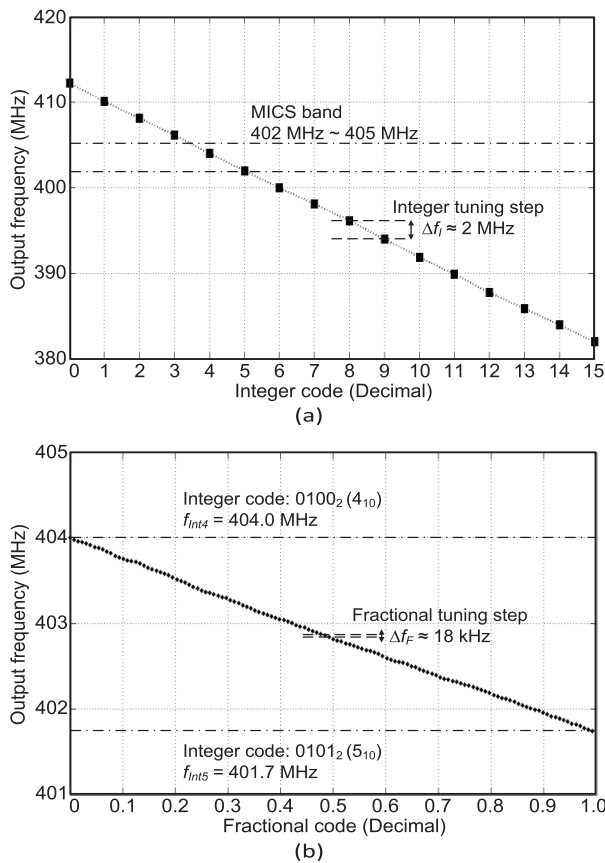 (a)
Output frequency (MHz)
410
400
390
380
MICS band
402 MHz ~ 405 MHz
Integer tuning step
Δf_I ≈ 2 MHz
0 1 2 3 4 5 6 7 8 9 10 11 12 13 14 15
Integer code (Decimal)
(a)
Output frequency (MHz)
405
404
403
402
401
Integer code: 0100₂ (4₁₀)
f_Int4 = 404.0 MHz
Fractional tuning step
Δf_F ≈ 18 kHz
Integer code: 0101₂ (5₁₀)
f_Int5 = 401.7 MHz
0 0.1 0.2 0.3 0.4 0.5 0.6 0.7 0.8 0.9 1.0
Fractional code (Decimal)
(b)